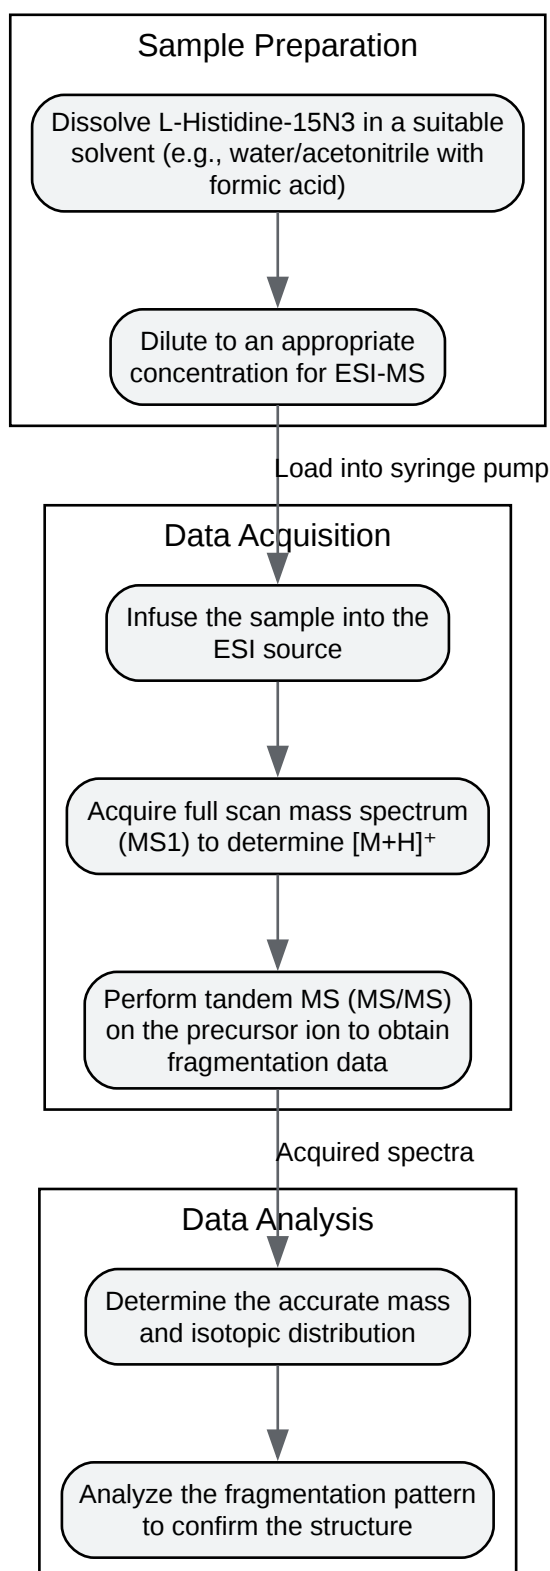 Sample Preparation
Dissolve L-Histidine-15N3 in a suitable
solvent (e.g., water/acetonitrile with
formic acid)
Dilute to an appropriate
concentration for ESI-MS
Load into syringe pump
Data Acquisition
Infuse the sample into the
ESI source
Acquire full scan mass spectrum
(MS1) to determine [M+H]⁺
Perform tandem MS (MS/MS)
on the precursor ion to obtain
fragmentation data
Acquired spectra
Data Analysis
Determine the accurate mass
and isotopic distribution
Analyze the fragmentation pattern
to confirm the structure